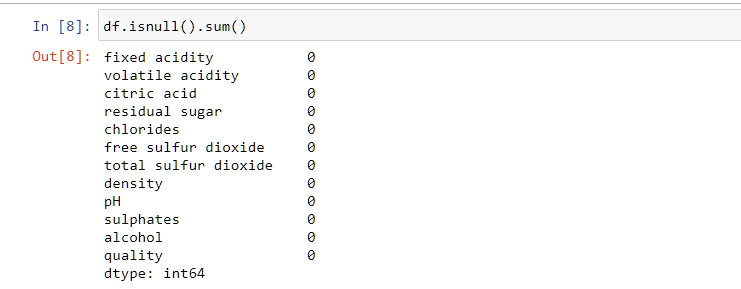 In [8]: df.isnull().sum()
Out[8]: fixed acidity 0
volatile acidity 0
citric acid 0
residual sugar 0
chlorides 0
free sulfur dioxide 0
total sulfur dioxide 0
density 0
pH 0
sulphates 0
alcohol 0
quality 0
dtype: int64